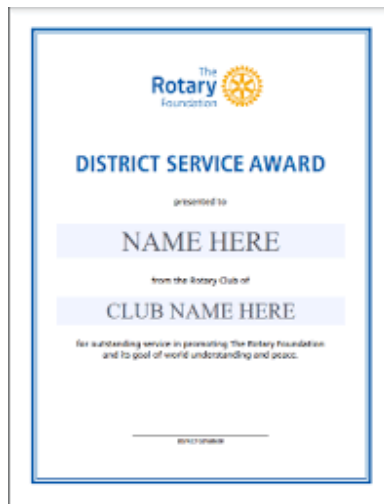 The
Rotary
Foundation
DISTRICT SERVICE AWARD
presented to
NAME HERE
from the Rotary Club of
CLUB NAME HERE
for outstanding service in promoting The Rotary Foundation
and its goal of world understanding and peace.